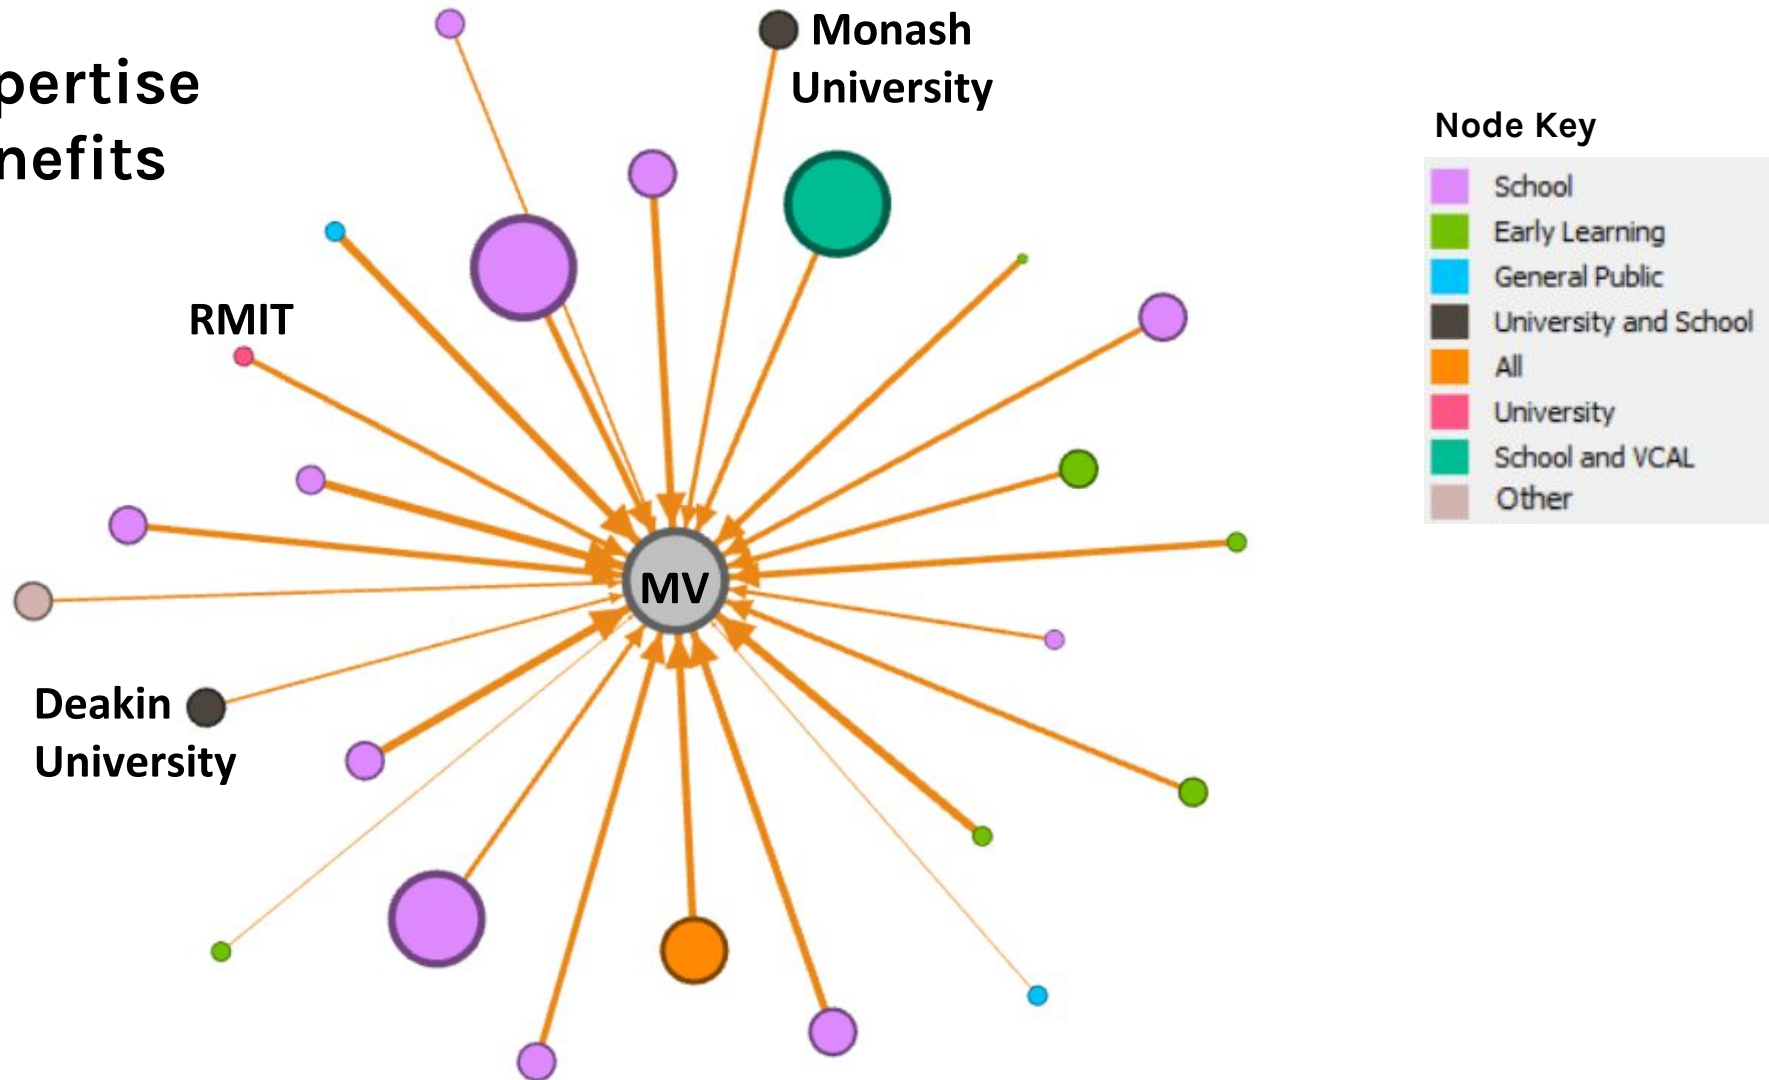 pertise
nefits
Monash
University
RMIT
MV
Deakin
University
Node Key
School
Early Learning
General Public
University and School
All
University
School and VCAL
Other